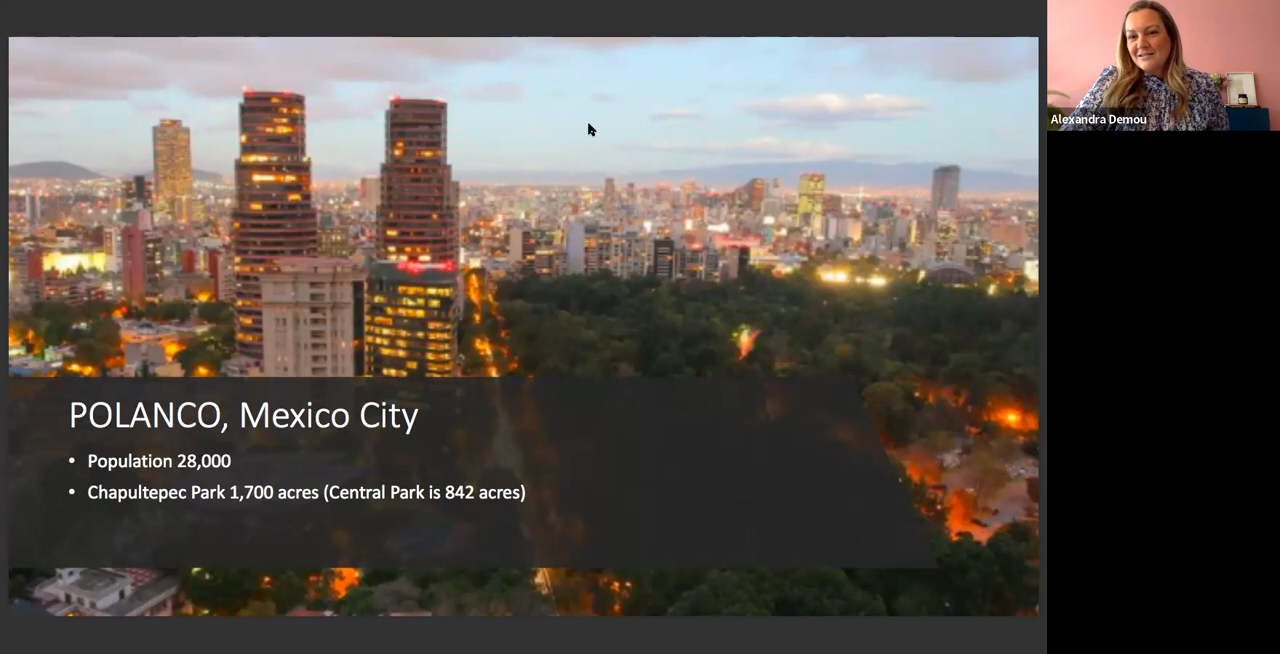 Alexandra Demou
POLANCO, Mexico City
• Population 28,000
• Chapultepec Park 1,700 acres (Central Park is 842 acres)